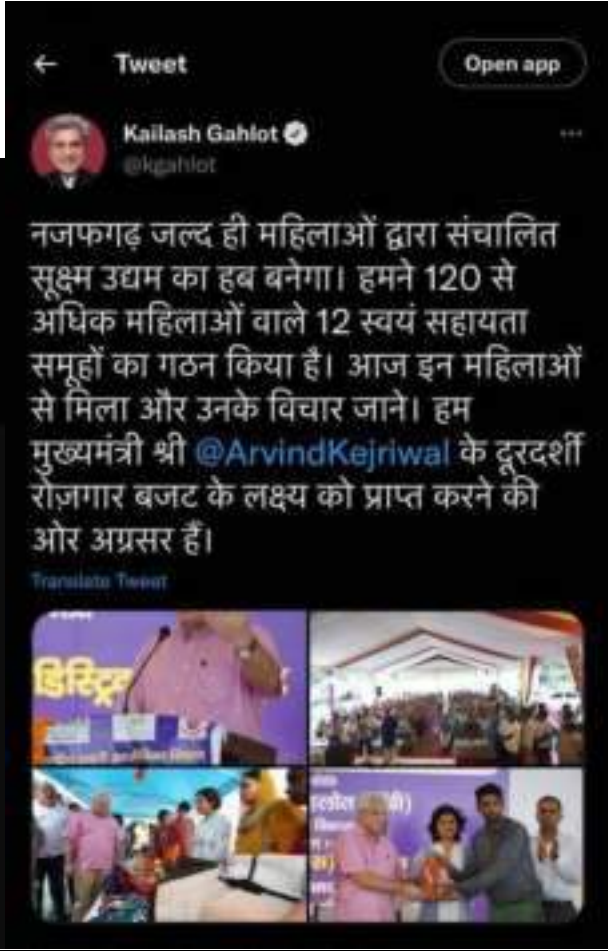 Tweet
Open app
Kailash Gahlot
@kgahlot
नजफगढ़ जल्द ही महिलाओं द्वारा संचालित
सूक्ष्म उद्यम का हब बनेगा। हमने 120 से
अधिक महिलाओं वाले 12 स्वयं सहायता
समूहों का गठन किया है। आज इन महिलाओं
से मिला और उनके विचार जाने। हम
मुख्यमंत्री श्री @ArvindKejriwal के दूरदर्शी
रोज़गार बजट के लक्ष्य को प्राप्त करने की
ओर अग्रसर हैं।
Translate Tweet